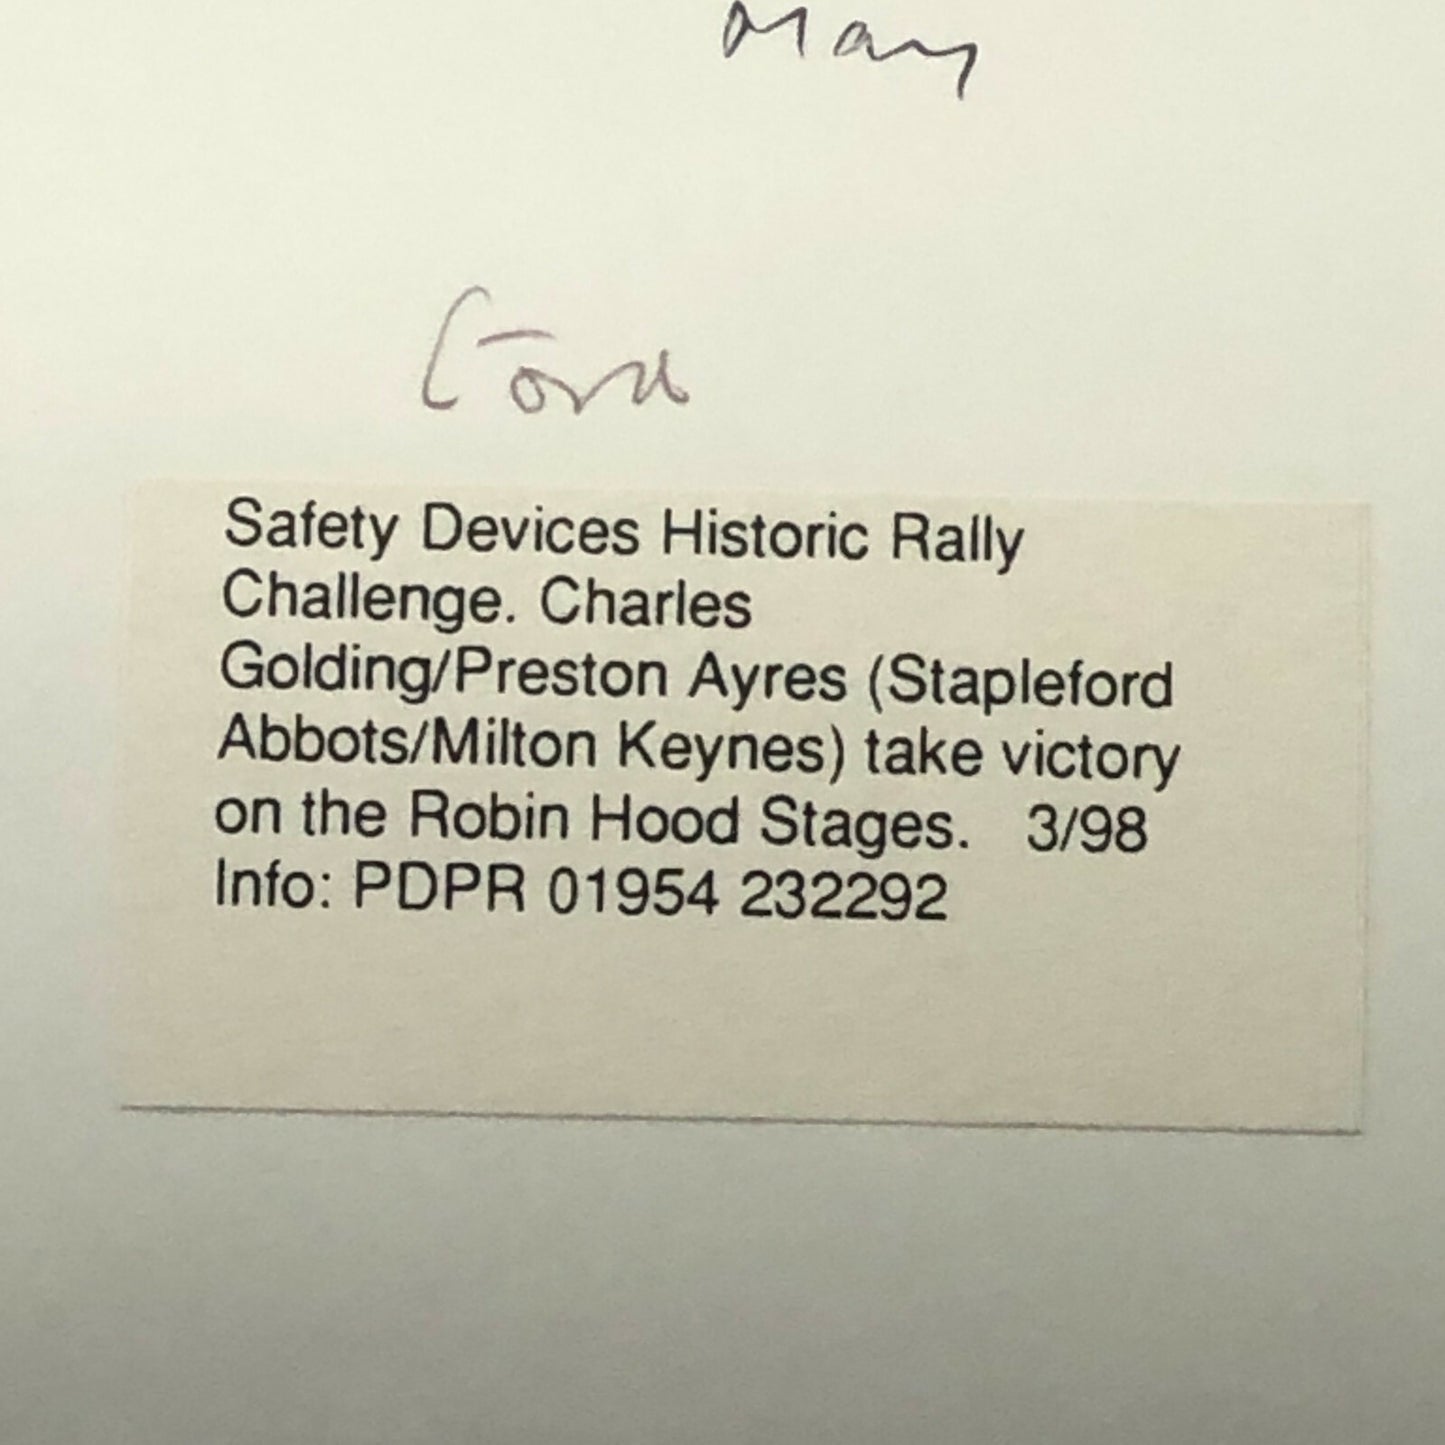 May
Ford
Safety Devices Historic Rally
Challenge. Charles
Golding/Preston Ayres (Stapleford
Abbots/Milton Keynes) take victory
on the Robin Hood Stages. 3/98
Info: PDPR 01954 232292